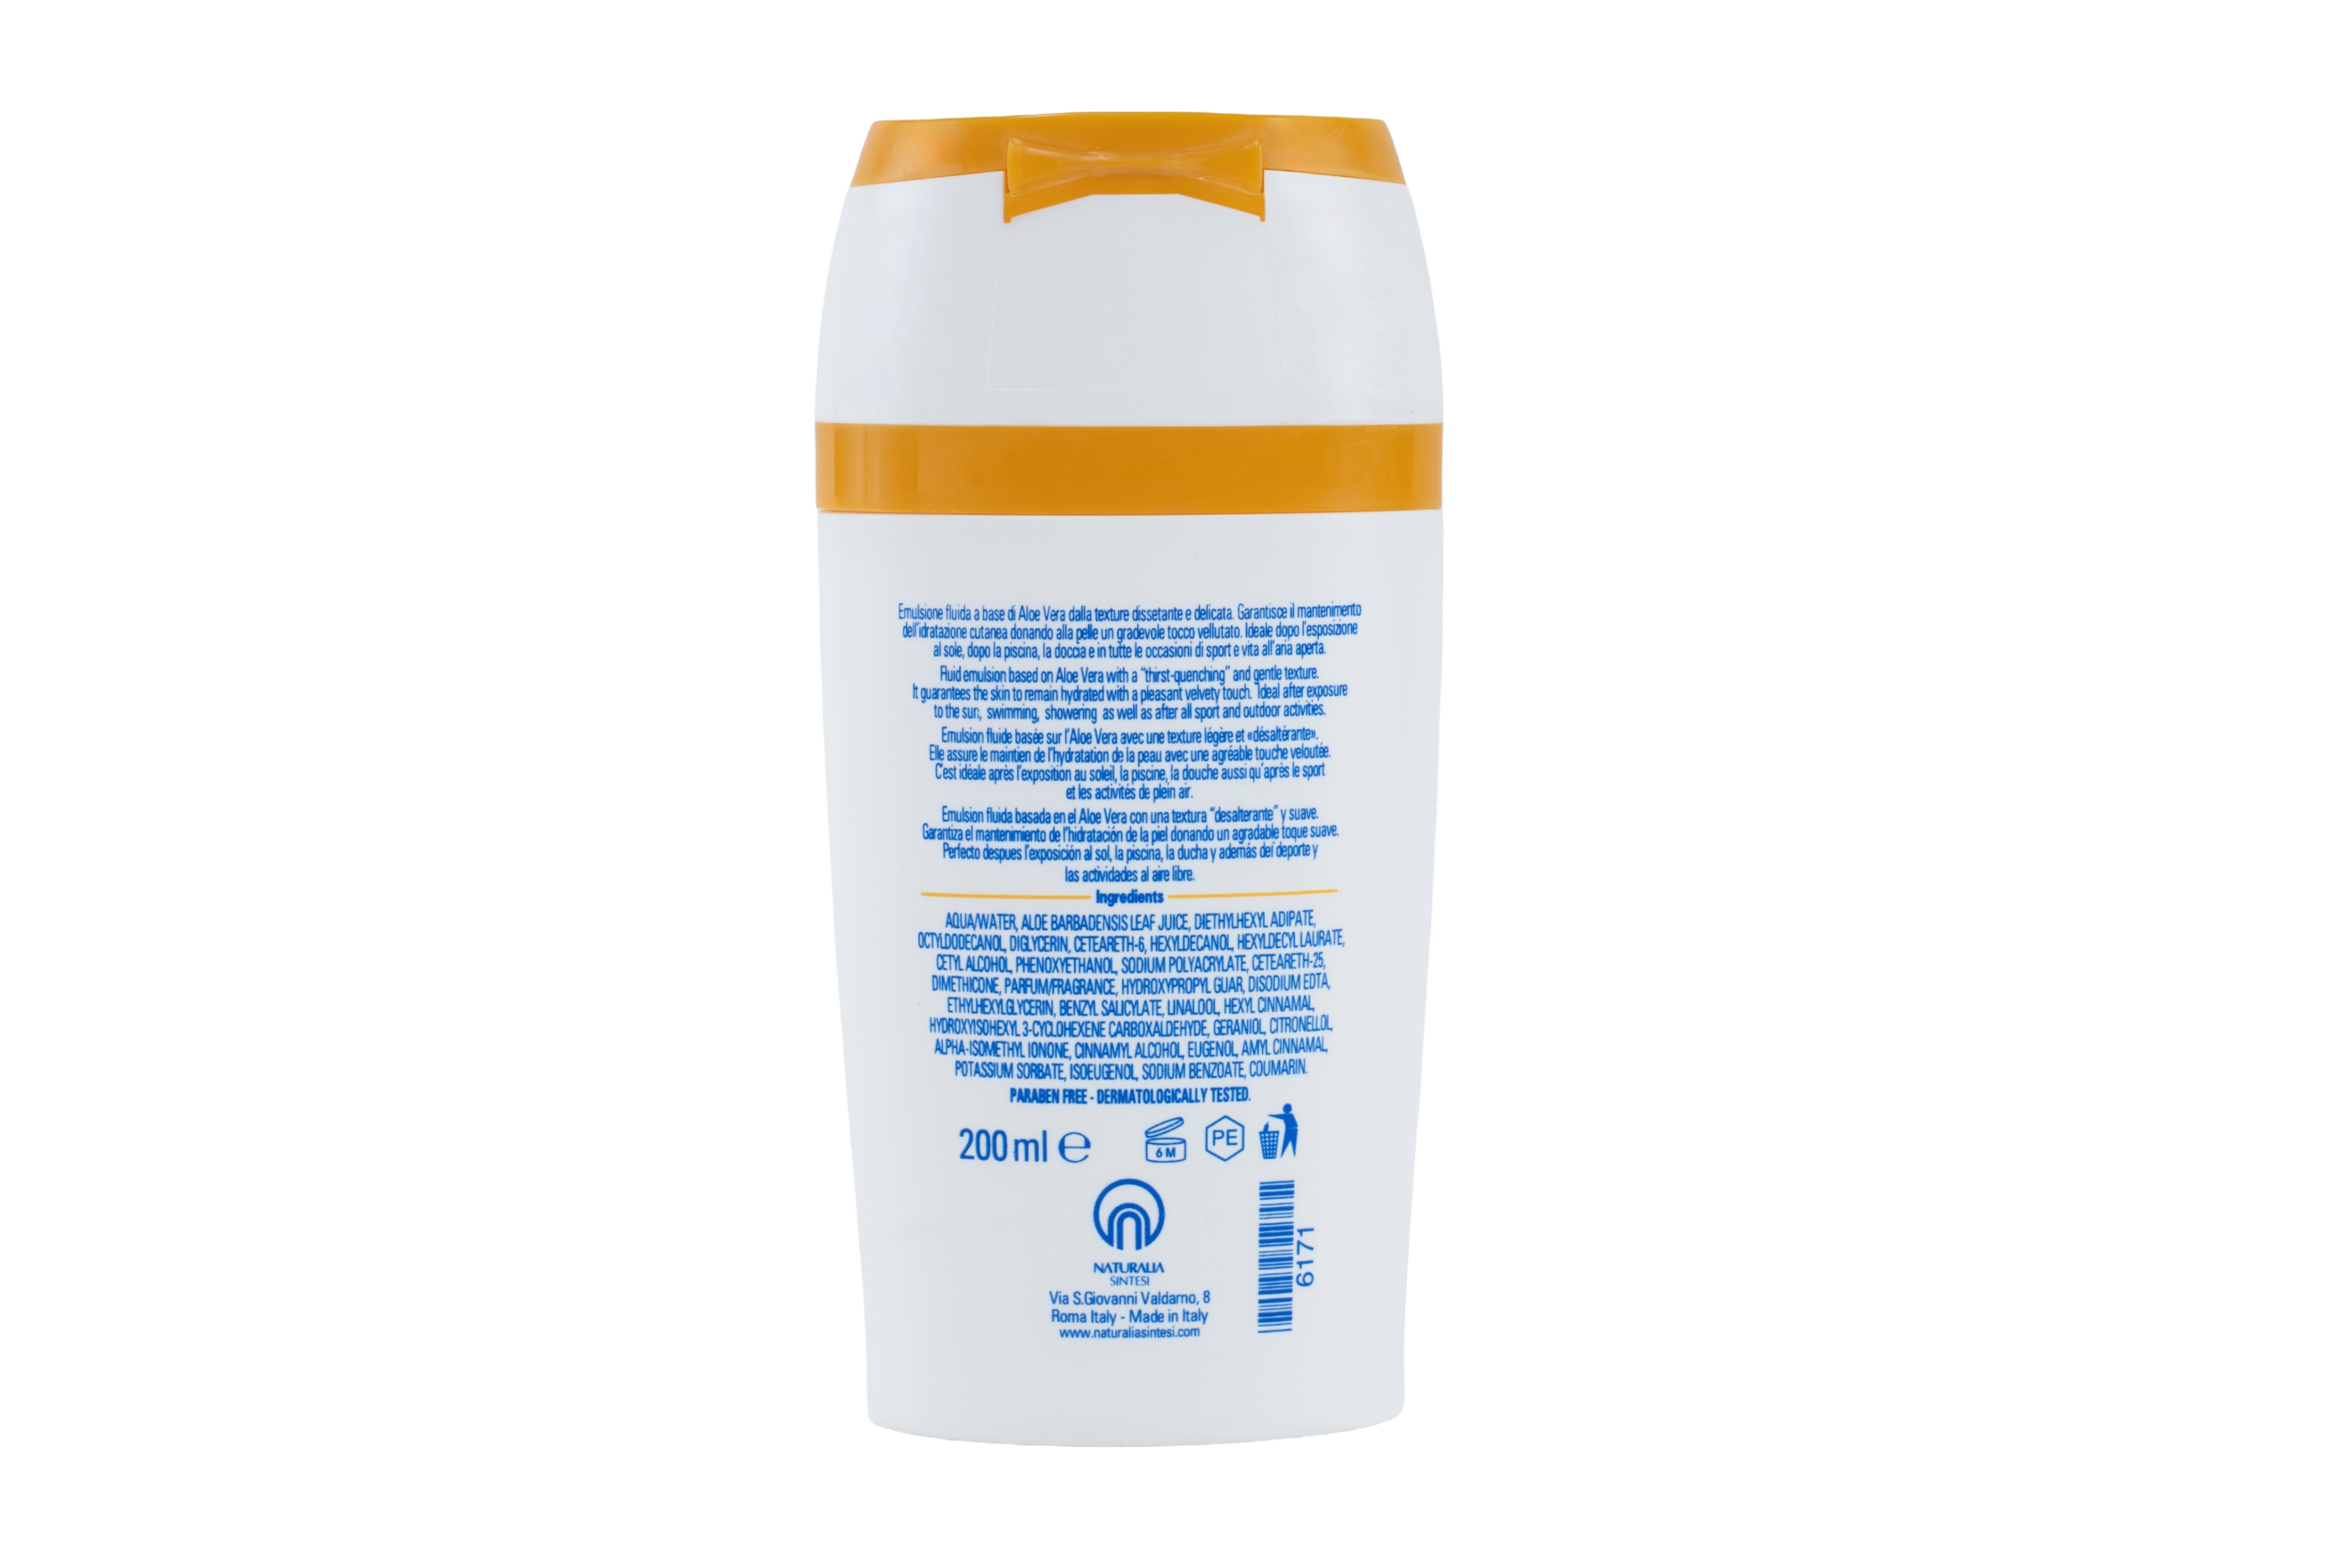 Emulsione fluida a base di Aloe Vera dalla texture dissetante e delicata. Garantisce il mantenimento
dell'idratazione cutanea donando alla pelle un gradevole tocco vellutato. Ideale dopo l'esposizione
al sole, dopo la piscina, la doccia e in tutte le occasioni di sport e vita all'aria aperta.
Fluid emulsion based on Aloe Vera with a "thirst-quenching" and gentle texture.
It guarantees the skin to remain hydrated with a pleasant velvety touch. Ideal after exposure
to the sun, swimming, showering as well as after all sport and outdoor activities.
Emulsion fluide basée sur l'Aloe Vera avec une texture légère et «désaltérante».
Elle assure le maintien de l'hydratation de la peau avec une agréable touche veloutée.
C'est idéale après l'exposition au soleil, la piscine, la douche aussi qu'après le sport
et les activités de plein air.
Emulsion fluida basada en el Aloe Vera con una textura "desalterante" y suave.
Garantiza el mantenimiento de l'hidratación de la piel donando un agradable toque suave.
Perfecto despues l'exposición al sol, la piscina, la ducha y además del deporte y
las actividades al aire libre.
Ingredients
AQUA/WATER, ALOE BARBADENSIS LEAF JUICE, DIETHYLHEXYL ADIPATE,
OCTYLDODECANOL, DIGLYCERIN, CETEARETH-6, HEXYLDECANOL, HEXYLDECYL LAURATE,
CETYL ALCOHOL, PHENOXYETHANOL, SODIUM POLYACRYLATE, CETEARETH-25,
DIMETHICONE, PARFUM/FRAGRANCE, HYDROXYPROPYL GUAR, DISODIUM EDTA,
ETHYLHEXYLGLYCERIN, BENZYL SALICYLATE, LINALOOL, HEXYL CINNAMAL,
HYDROXYISOHEXYL 3-CYCLOHEXENE CARBOXALDEHYDE, GERANIOL, CITRONELLOL,
ALPHA-ISOMETHYL IONONE, CINNAMYL ALCOHOL, EUGENOL, AMYL CINNAMAL,
POTASSIUM SORBATE, ISOEUGENOL, SODIUM BENZOATE, COUMARIN.
PARABEN FREE - DERMATOLOGICALLY TESTED.
200 ml ℮
6 M
PE
NATURALIA
SINTESI
Via S.Giovanni Valdarno, 8
Roma Italy - Made in Italy
www.naturaliasintesi.com
6171